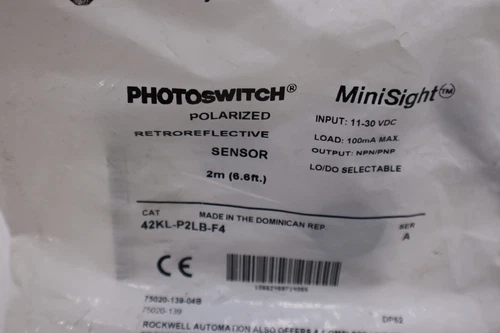 PHOTOSWITCH® MiniSight™
POLARIZED
RETROREFLECTIVE
SENSOR
2m (6.6ft.)
INPUT: 11-30 VDC
LOAD: 100mA MAX.
OUTPUT: NPN/PNP
LO/DO SELECTABLE
CAT MADE IN THE DOMINICAN REP.
42KL-P2LB-F4
A
CE
75020-139-04B
75020-139
ROCKWELL AUTOMATION ALSO OFFERS